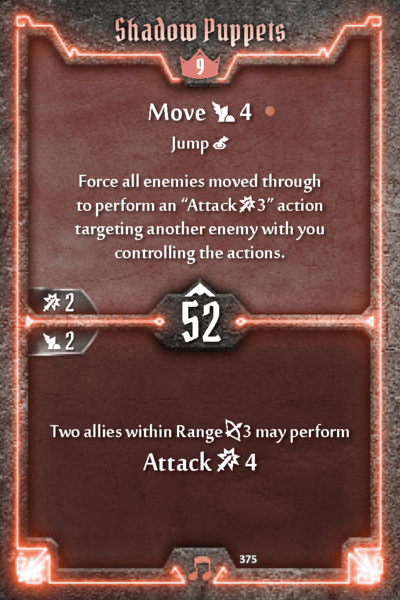 Shadow Puppets
9
Move 4
Jump
Force all enemies moved through
to perform an “Attack 3” action
targeting another enemy with you
controlling the actions.
2
52
2
Two allies within Range 3 may perform
Attack 4
375